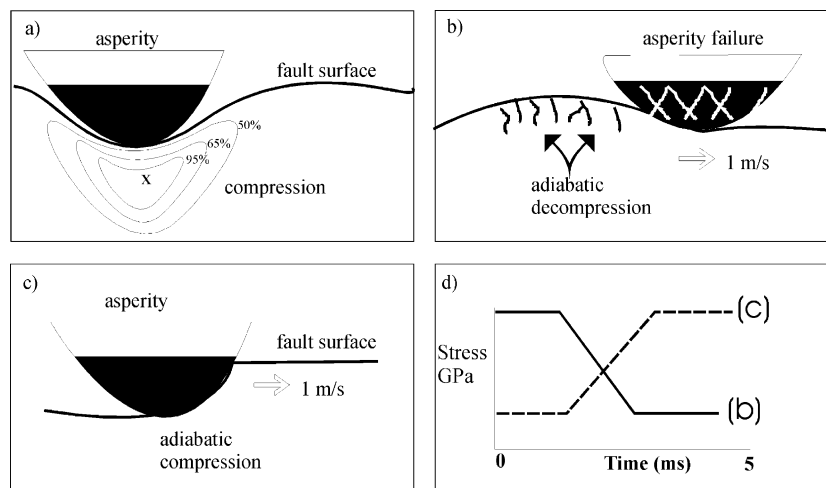 a)
asperity
fault surface
50%
65%
95%
x
compression
b)
asperity failure
1 m/s
adiabatic
decompression
c)
asperity
fault surface
1 m/s
adiabatic
compression
d)
(c)
Stress
GPa
(b)
0
Time (ms)
5